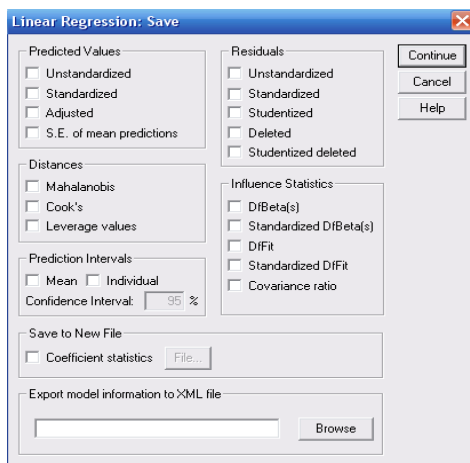 Linear Regression: Save
Predicted Values
Unstandardized
Standardized
Adjusted
S.E. of mean predictions
Distances
Mahalanobis
Cook's
Leverage values
Prediction Intervals
Mean Individual
Confidence Interval: 95 %
Residuals
Unstandardized
Standardized
Studentized
Deleted
Studentized deleted
Influence Statistics
DfBeta(s)
Standardized DfBeta(s)
DfFit
Standardized DfFit
Covariance ratio
Continue
Cancel
Help
Save to New File
Coefficient statistics File...
Export model information to XML file
Browse